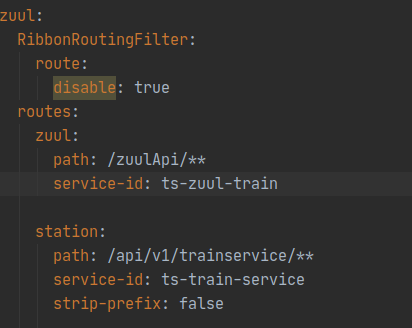 zuul:
  RibbonRoutingFilter:
    route:
      disable: true
  routes:
    zuul:
      path: /zuulApi/**
      service-id: ts-zuul-train
    station:
      path: /api/v1/trainservice/**
      service-id: ts-train-service
      strip-prefix: false